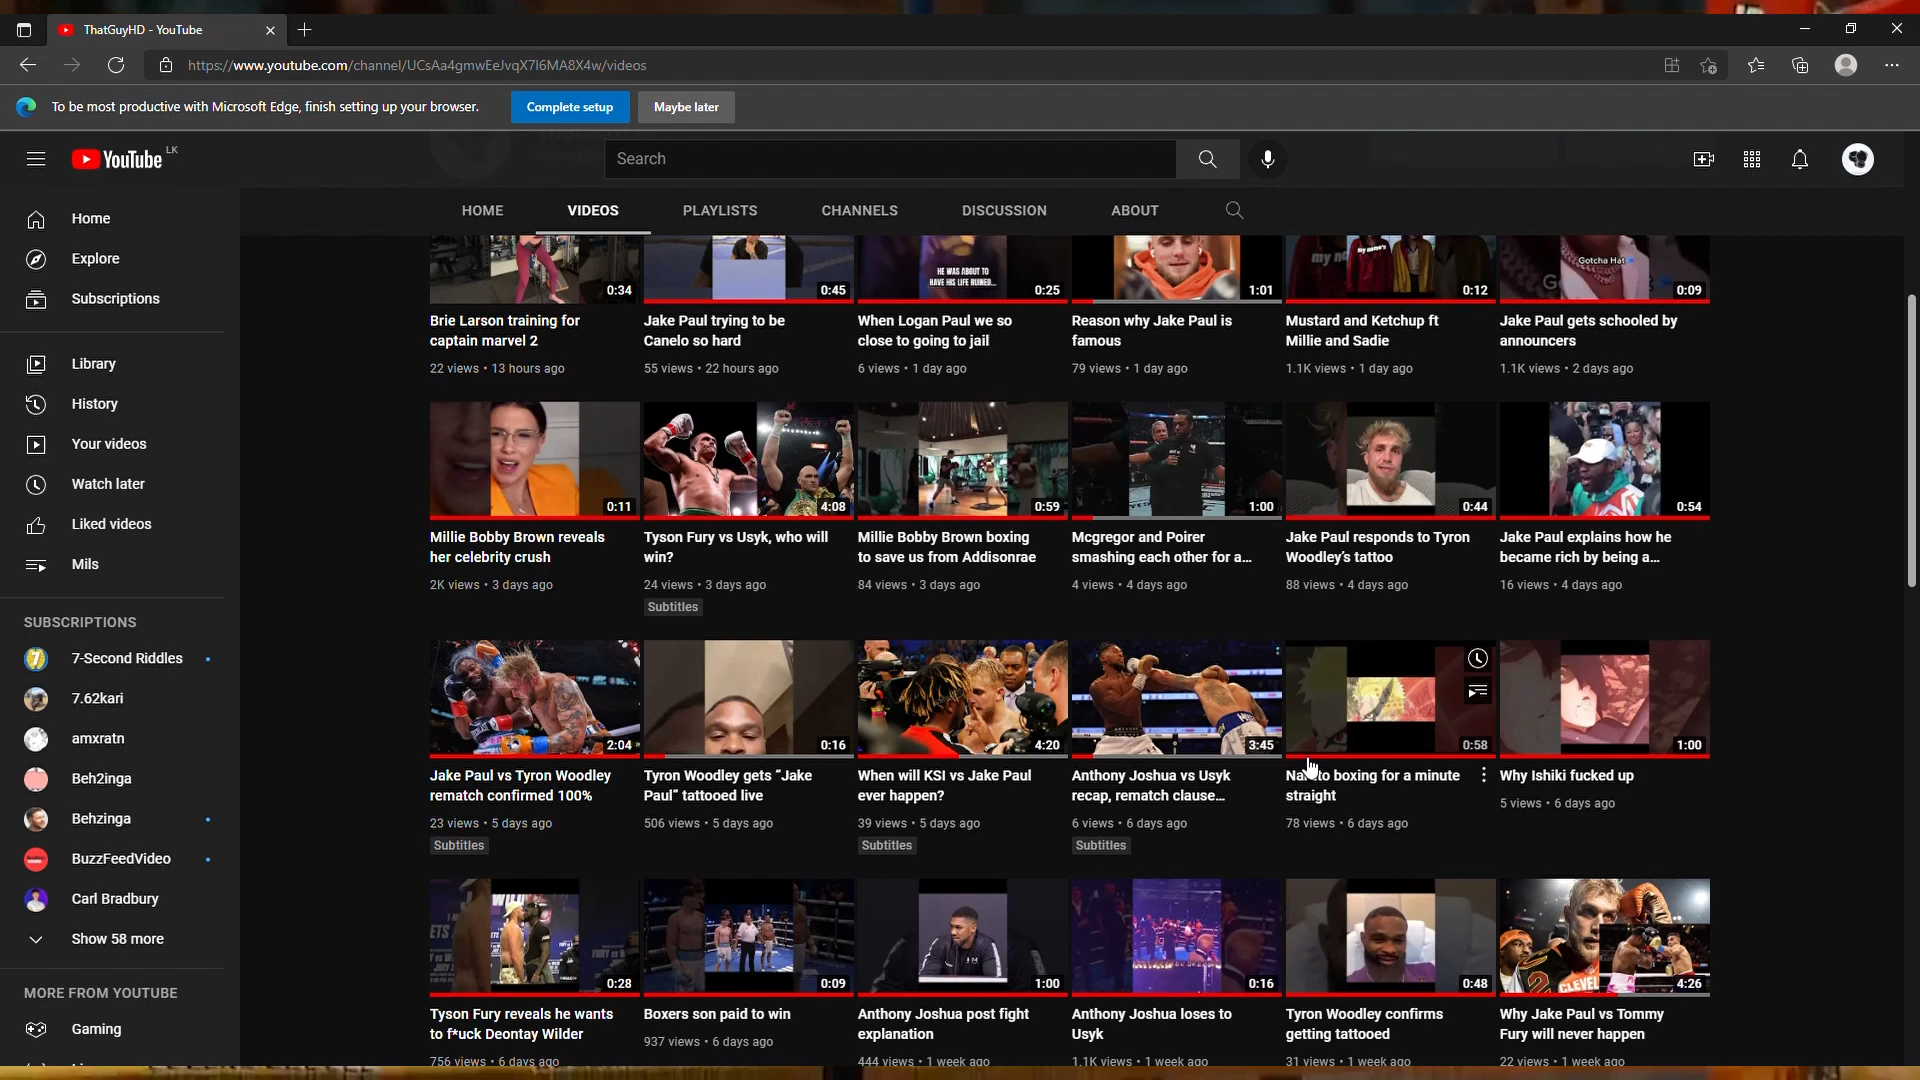 ThatGuyHD - YouTube
https://www.youtube.com/channel/UCsAa4gmwEeJvqX7I6MA8X4w/videos
To be most productive with Microsoft Edge, finish setting up your browser.
Complete setup
Maybe later
YouTube LK
Search
HOME
VIDEOS
PLAYLISTS
CHANNELS
DISCUSSION
ABOUT
Home
Explore
Subscriptions
Library
History
Your videos
Watch later
Liked videos
Mils
SUBSCRIPTIONS
7-Second Riddles
7.62kari
amxratn
Beh2inga
Behzinga
BuzzFeedVideo
Carl Bradbury
Show 58 more
MORE FROM YOUTUBE
Gaming
0:34
Brie Larson training for
captain marvel 2
22 views • 13 hours ago
0:45
Jake Paul trying to be
Canelo so hard
55 views • 22 hours ago
HE WAS ABOUT TO
HAVE HIS LIFE RUINED...
0:25
When Logan Paul we so
close to going to jail
6 views • 1 day ago
1:01
Reason why Jake Paul is
famous
79 views • 1 day ago
my name's
0:12
Mustard and Ketchup ft
Millie and Sadie
1.1K views • 1 day ago
Gotcha Hat
0:09
Jake Paul gets schooled by
announcers
1.1K views • 2 days ago
0:11
Millie Bobby Brown reveals
her celebrity crush
2K views • 3 days ago
4:08
Tyson Fury vs Usyk, who will
win?
24 views • 3 days ago
Subtitles
0:59
Millie Bobby Brown boxing
to save us from Addisonrae
84 views • 3 days ago
1:00
Mcgregor and Poirer
smashing each other for a...
4 views • 4 days ago
0:44
Jake Paul responds to Tyron
Woodley's tattoo
88 views • 4 days ago
0:54
Jake Paul explains how he
became rich by being a...
16 views • 4 days ago
2:04
Jake Paul vs Tyron Woodley
rematch confirmed 100%
23 views • 5 days ago
Subtitles
0:16
Tyron Woodley gets "Jake
Paul" tattooed live
506 views • 5 days ago
4:20
When will KSI vs Jake Paul
ever happen?
39 views • 5 days ago
Subtitles
3:45
Anthony Joshua vs Usyk
recap, rematch clause...
6 views • 6 days ago
Subtitles
0:58
boxing for a minute
straight
78 views • 6 days ago
1:00
Why Ishiki fucked up
5 views • 6 days ago
0:28
Tyson Fury reveals he wants
to f*uck Deontay Wilder
756 views • 6 days ago
0:09
Boxers son paid to win
937 views • 6 days ago
1:00
Anthony Joshua post fight
explanation
444 views • 1 week ago
0:16
Anthony Joshua loses to
Usyk
1.1K views • 1 week ago
0:48
Tyron Woodley confirms
getting tattooed
31 views • 1 week ago
CLEVEL
4:26
Why Jake Paul vs Tommy
Fury will never happen
22 views • 1 week ago